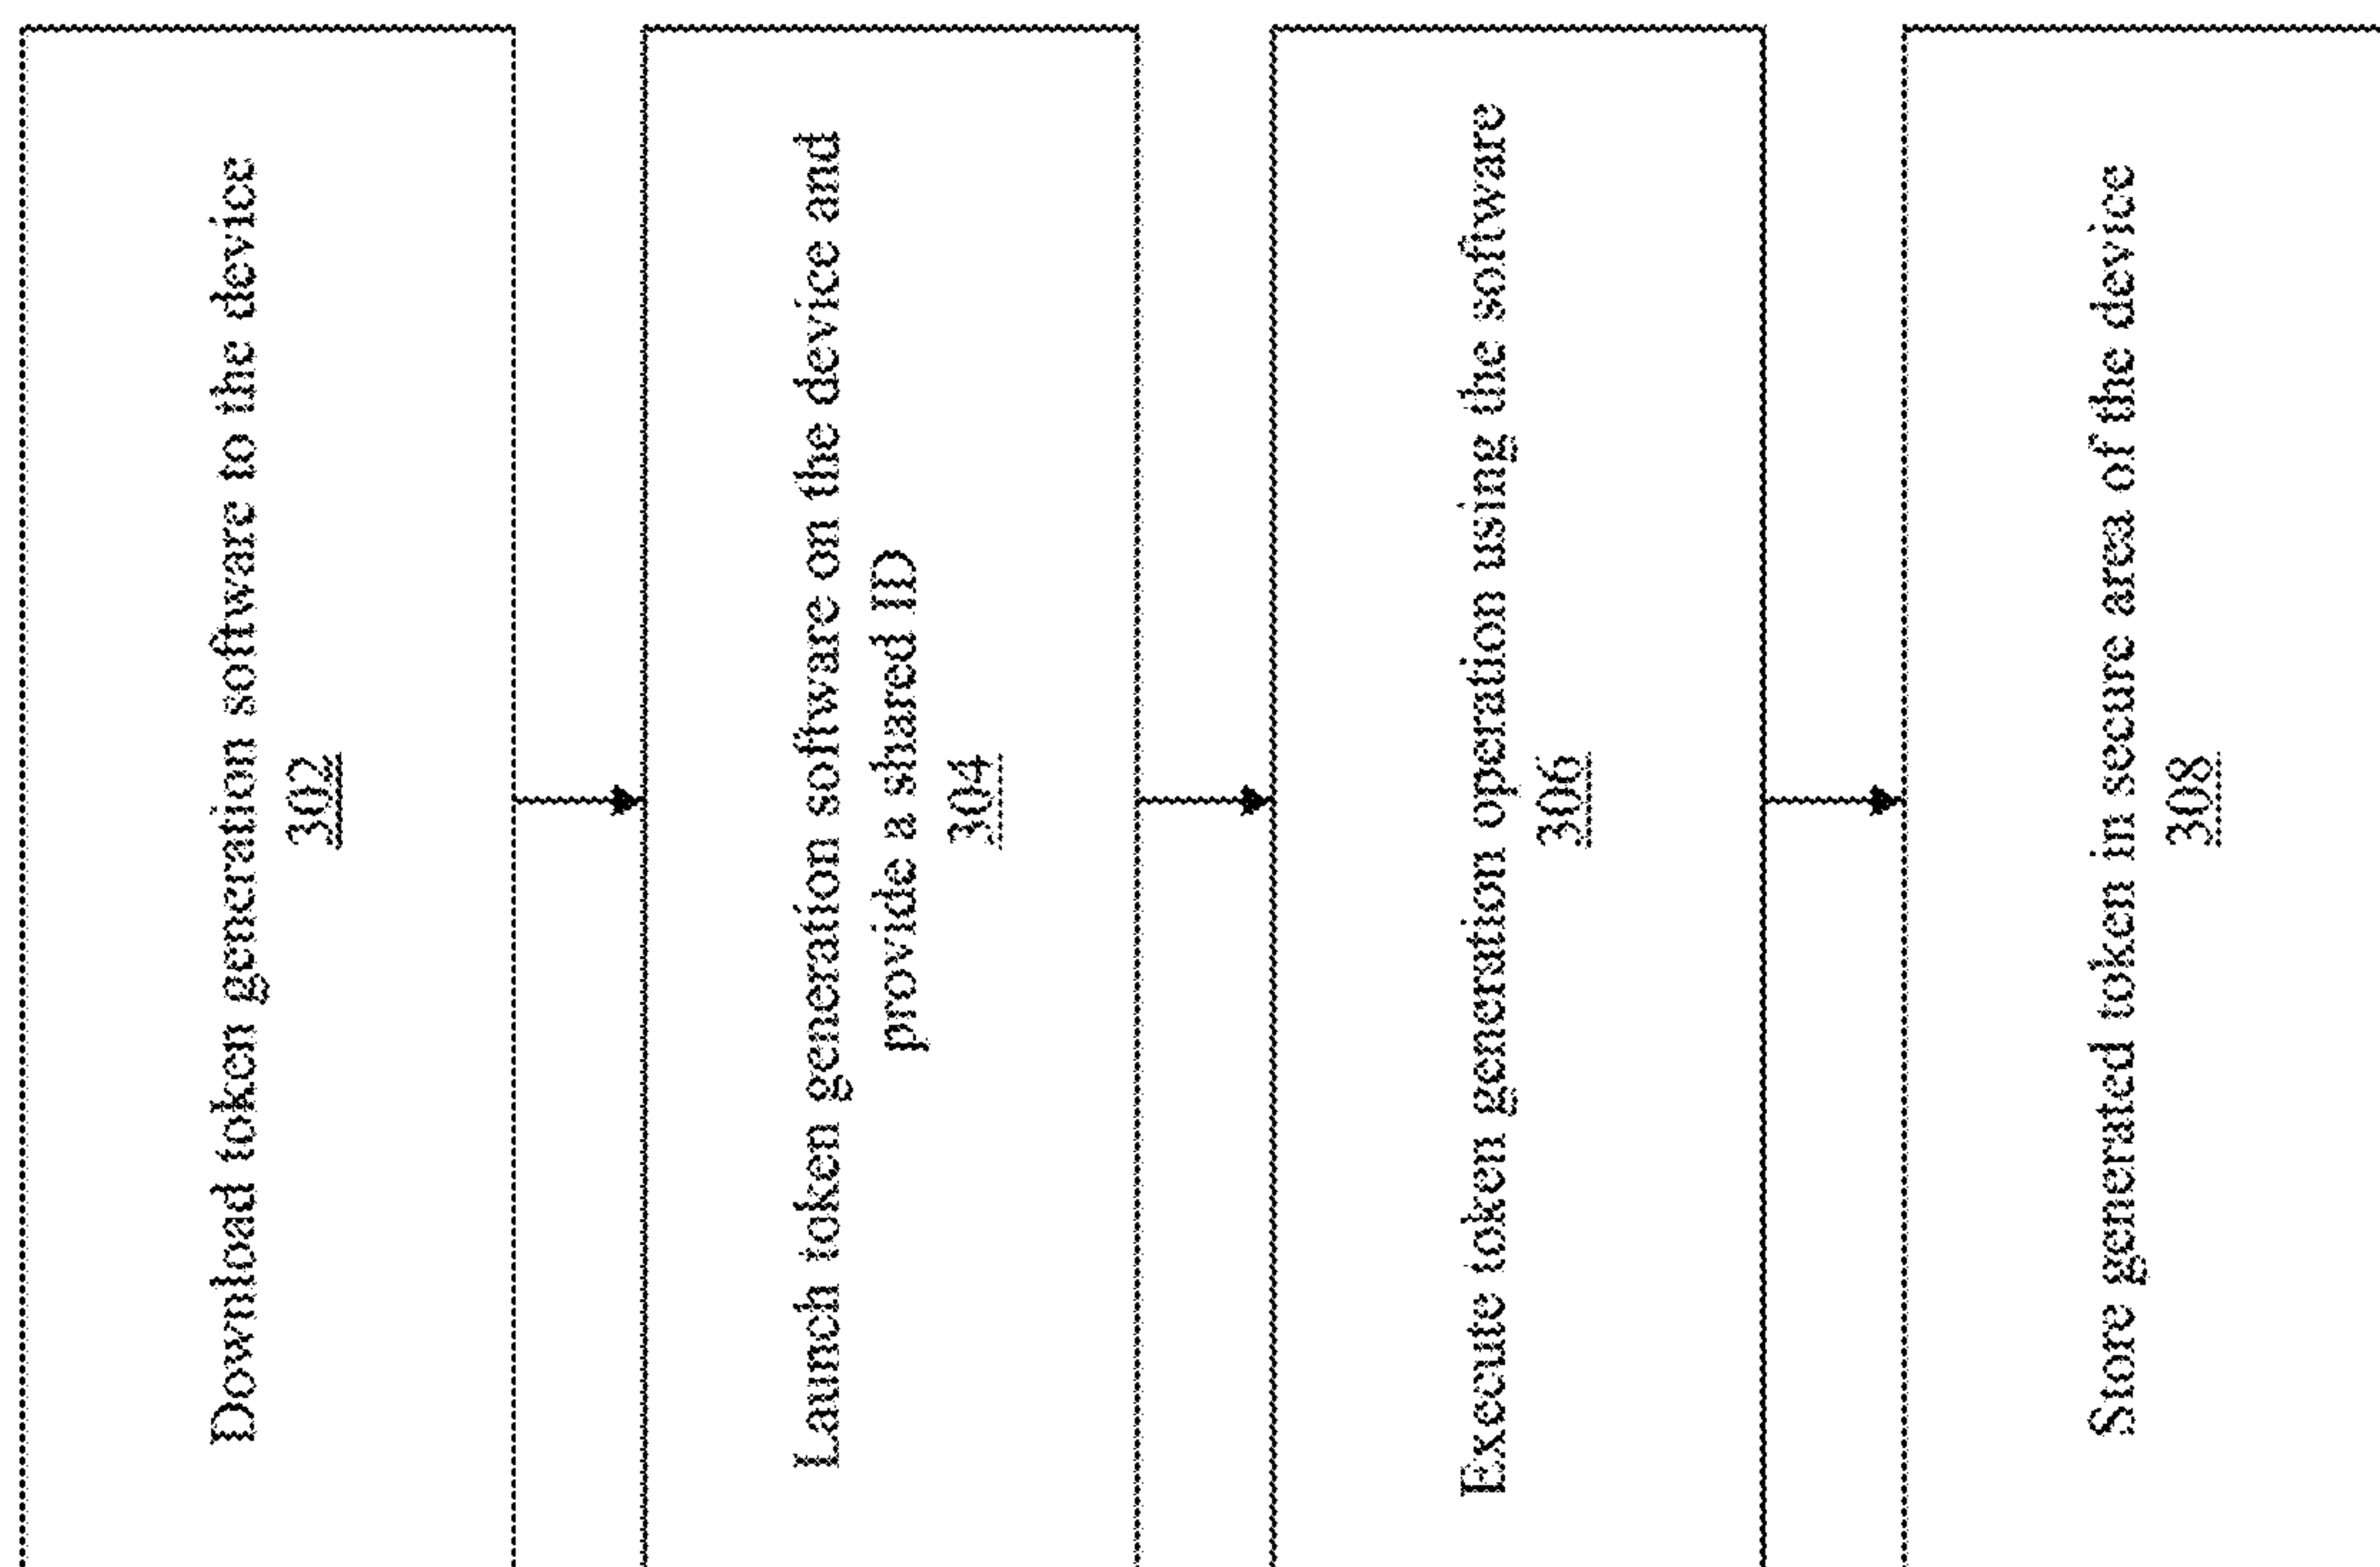 Download token generation software to the device
302
Launch token generation software on the device and
provide a shared ID
304
Execute token generation operation using the software
306
Store generated token in secure area of the device
308